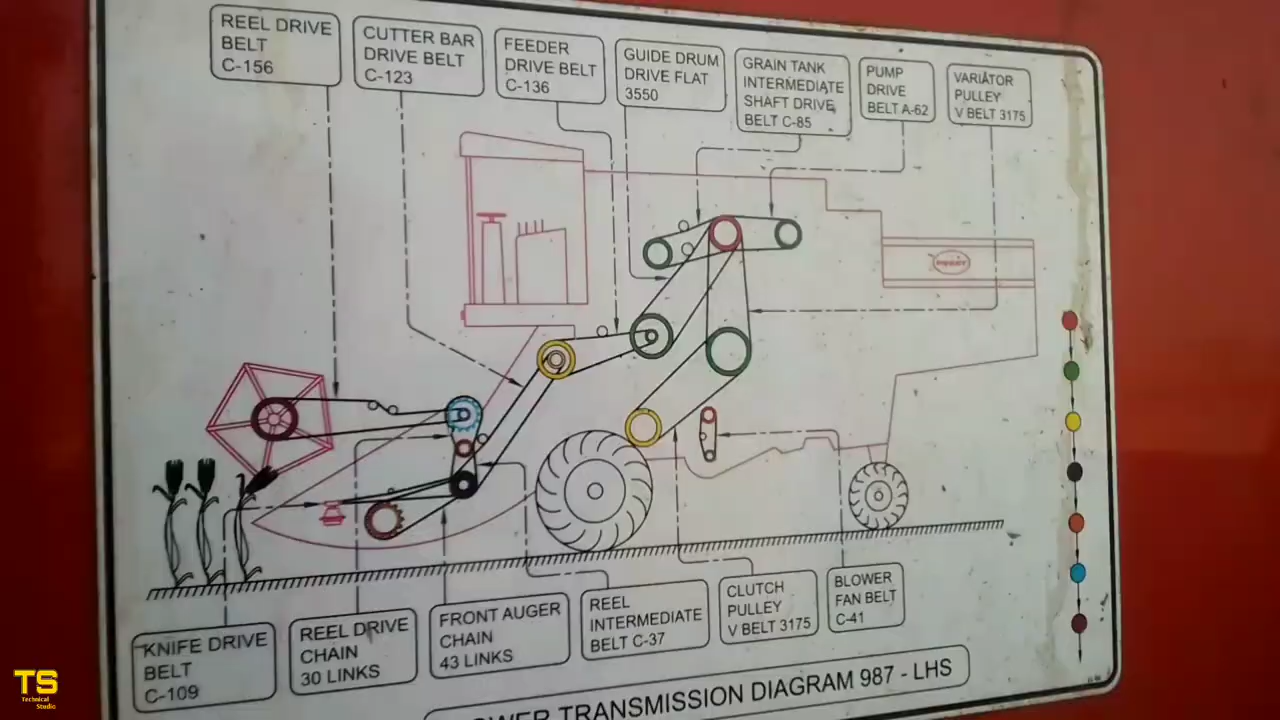 REEL DRIVE
BELT
C-156
CUTTER BAR
DRIVE BELT
C-123
FEEDER
DRIVE BELT
C-136
GUIDE DRUM
DRIVE FLAT
3550
GRAIN TANK
INTERMEDIATE
SHAFT DRIVE
BELT C-85
PUMP
DRIVE
BELT A-62
VARIATOR
PULLEY
V BELT 3175
KNIFE DRIVE
BELT
C-109
REEL DRIVE
CHAIN
30 LINKS
FRONT AUGER
CHAIN
43 LINKS
REEL
INTERMEDIATE
BELT C-37
CLUTCH
PULLEY
V BELT 3175
BLOWER
FAN BELT
C-41
TRANSMISSION DIAGRAM 987 - LHS
TS
Technical
Studio